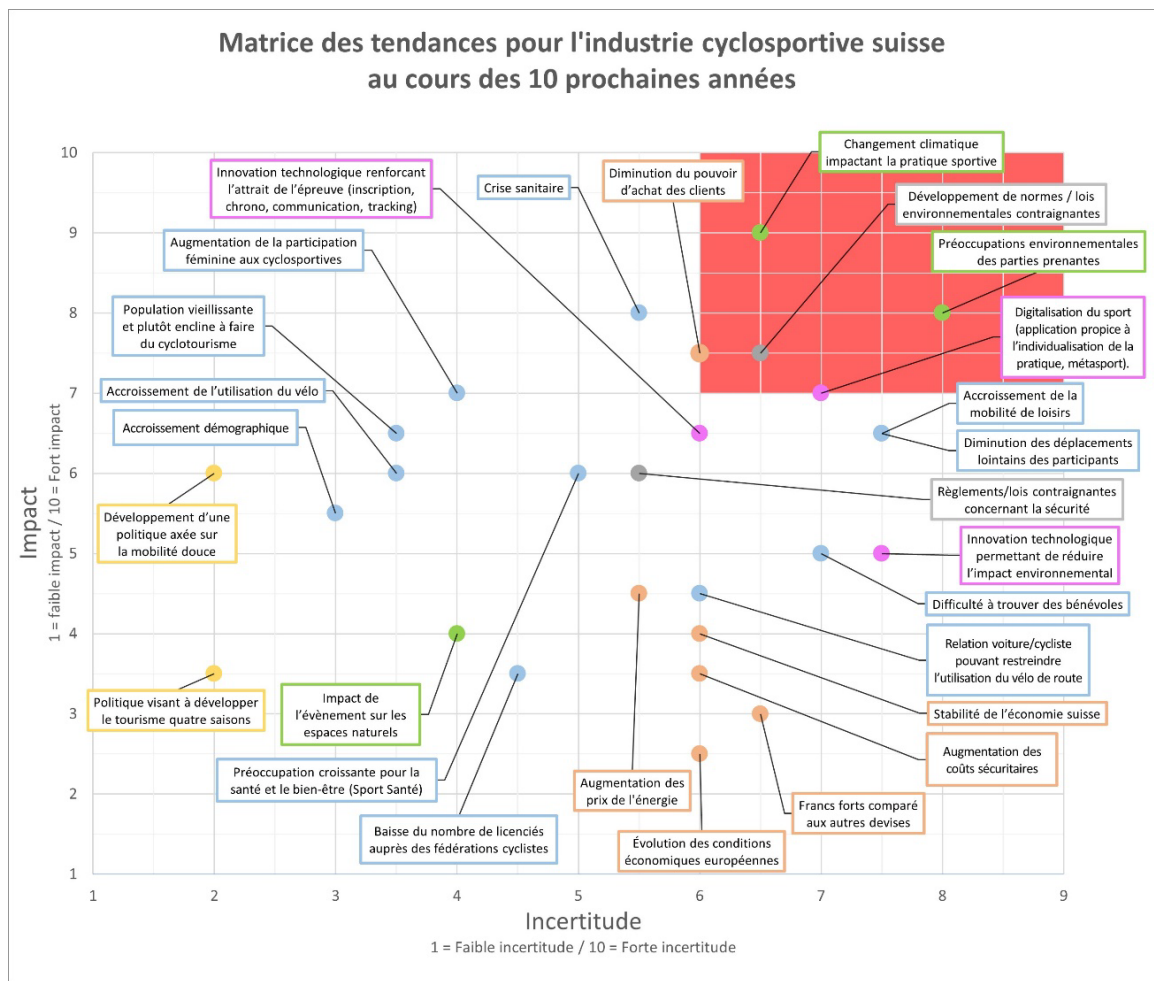 Matrice des tendances pour l'industrie cyclosportive suisse
au cours des 10 prochaines années
Innovation technologique renforçant
l'attrait de l'épreuve (inscription,
chrono, communication, tracking)
Crise sanitaire
Diminution du pouvoir
d'achat des clients
Changement climatique
impactant la pratique sportive
Développement de normes / lois
environnementales contraignantes
Augmentation de la participation
féminine aux cyclosportives
Préoccupations environnementales
des parties prenantes
Population vieillissante
et plutôt encline à faire
du cyclotourisme
Digitalisation du sport
(application propice à
l'individualisation de la
pratique, métasport).
Accroissement de l'utilisation du vélo
Accroissement de la
mobilité de loisirs
Accroissement démographique
Diminution des déplacements
lointains des participants
Développement d'une
politique axée sur
la mobilité douce
Règlements/lois contraignantes
concernant la sécurité
Innovation technologique
permettant de réduire
l'impact environnemental
Difficulté à trouver des bénévoles
Relation voiture/cycliste
pouvant restreindre
l'utilisation du vélo de route
Politique visant à développer
le tourisme quatre saisons
Impact de
l'évènement sur les
espaces naturels
Stabilité de l'économie suisse
Augmentation des
coûts sécuritaires
Préoccupation croissante pour la
santé et le bien-être (Sport Santé)
Augmentation des
prix de l'énergie
Francs forts comparé
aux autres devises
Baisse du nombre de licenciés
auprès des fédérations cyclistes
Évolution des conditions
économiques européennes
10
9
8
7
6
5
4
3
2
1
Impact
1 = faible impact / 10 = Fort impact
1 2 3 4 5 6 7 8 9
Incertitude
1 = Faible incertitude / 10 = Forte incertitude